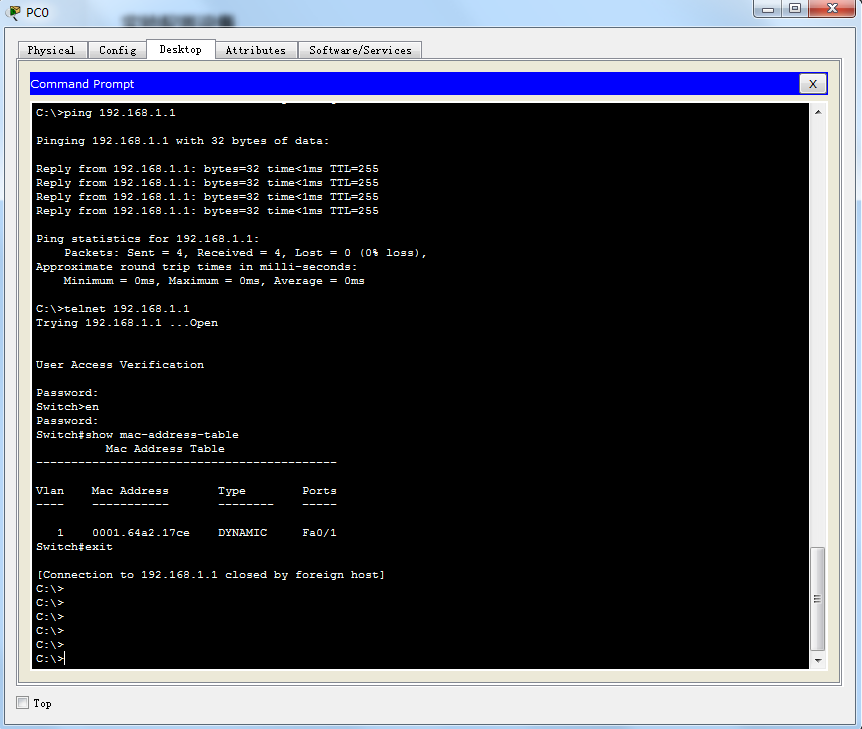 PC0
Physical Config Desktop Attributes Software/Services
Command Prompt X
C:\>ping 192.168.1.1
Pinging 192.168.1.1 with 32 bytes of data:
Reply from 192.168.1.1: bytes=32 time<1ms TTL=255
Reply from 192.168.1.1: bytes=32 time<1ms TTL=255
Reply from 192.168.1.1: bytes=32 time<1ms TTL=255
Reply from 192.168.1.1: bytes=32 time<1ms TTL=255
Ping statistics for 192.168.1.1:
Packets: Sent = 4, Received = 4, Lost = 0 (0% loss),
Approximate round trip times in milli-seconds:
Minimum = 0ms, Maximum = 0ms, Average = 0ms
C:\>telnet 192.168.1.1
Trying 192.168.1.1 ...Open
User Access Verification
Password:
Switch>en
Password:
Switch#show mac-address-table
Mac Address Table
-------------------------------------------
Vlan Mac Address Type Ports
---- ----------- -------- -----
1 0001.64a2.17ce DYNAMIC Fa0/1
Switch#exit
[Connection to 192.168.1.1 closed by foreign host]
C:\>
C:\>
C:\>
C:\>
C:\>
C:\>
Top